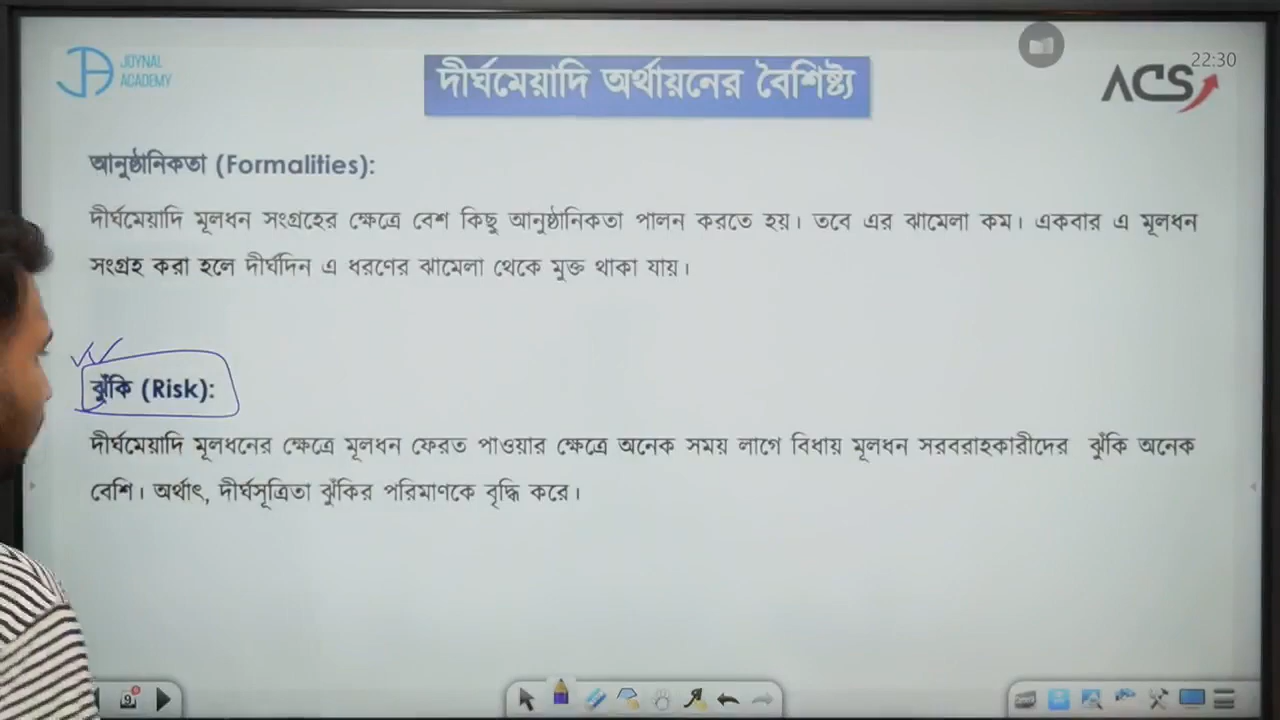 JOYNAL
ACADEMY
দীর্ঘমেয়াদি অর্থায়নের বৈশিষ্ট্য
22:30
ACS
আনুষ্ঠানিকতা (Formalities):
দীর্ঘমেয়াদি মূলধন সংগ্রহের ক্ষেত্রে বেশ কিছু আনুষ্ঠানিকতা পালন করতে হয়। তবে এর ঝামেলা কম। একবার এ মূলধন
সংগ্রহ করা হলে দীর্ঘদিন এ ধরণের ঝামেলা থেকে মুক্ত থাকা যায়।
ঝুঁকি (Risk):
দীর্ঘমেয়াদি মূলধনের ক্ষেত্রে মূলধন ফেরত পাওয়ার ক্ষেত্রে অনেক সময় লাগে বিধায় মূলধন সরবরাহকারীদের ঝুঁকি অনেক
বেশি। অর্থাৎ, দীর্ঘসূত্রিতা ঝুঁকির পরিমাণকে বৃদ্ধি করে।
9